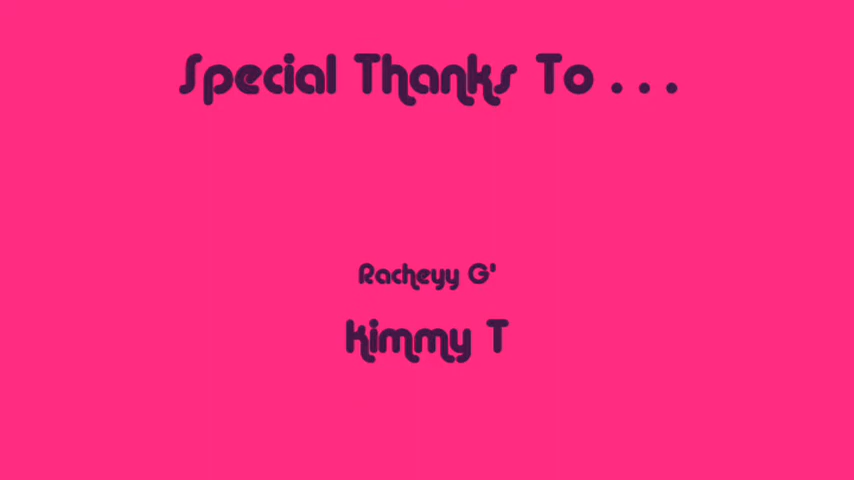 Special Thanks To . . .
Racheyy G'
Kimmy T